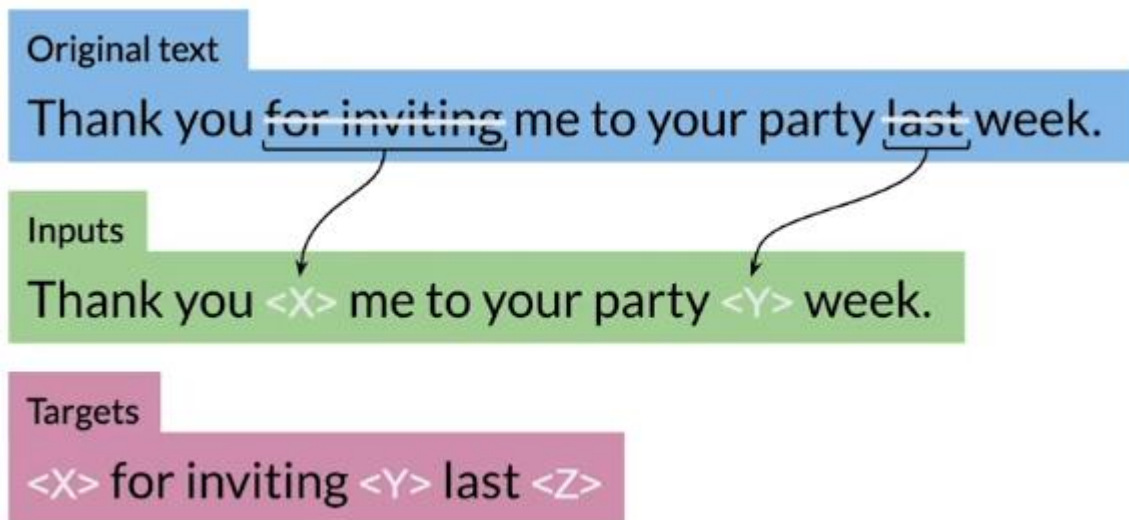 Original text
Thank you for inviting me to your party last week.
Inputs
Thank you <X> me to your party <Y> week.
Targets
<X> for inviting <Y> last <Z>